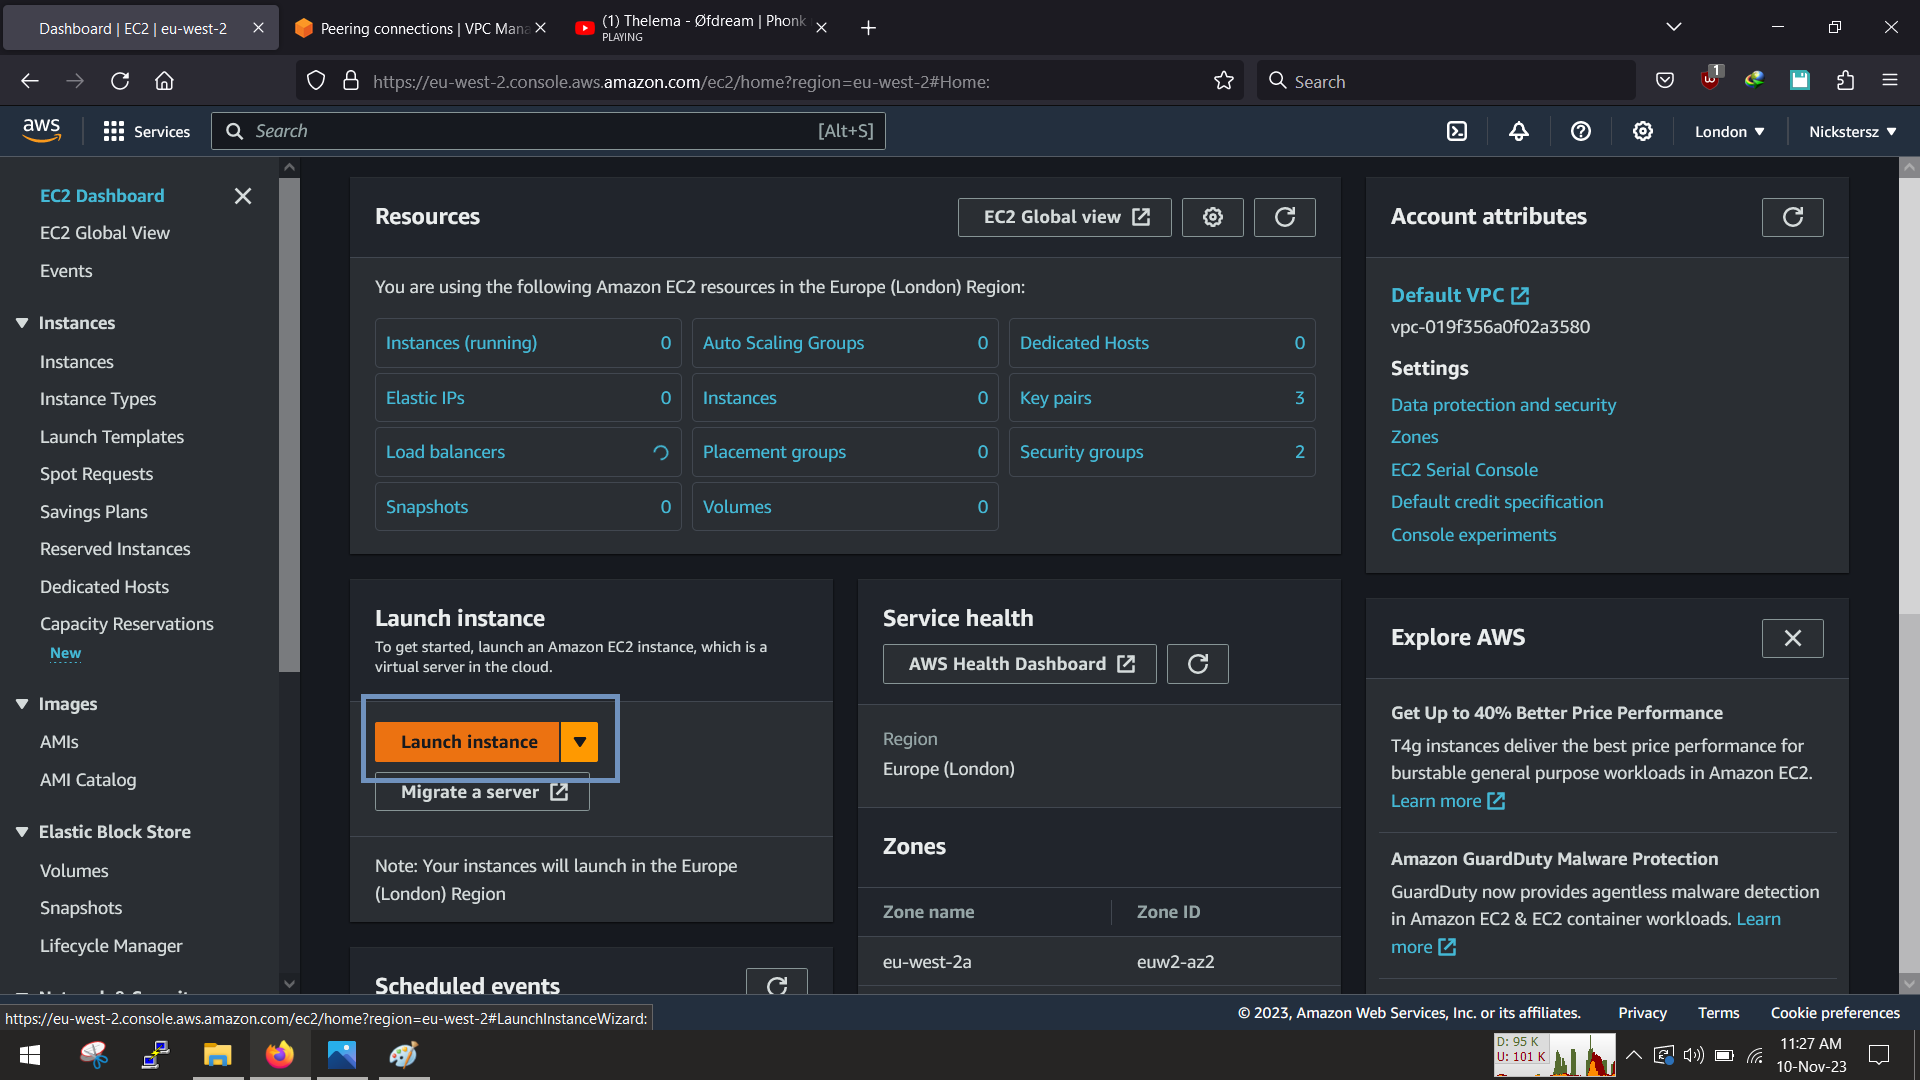 Dashboard | EC2 | eu-west-2
Peering connections | VPC Mana
(1) Thelema - Øfdream | Phonk
PLAYING
https://eu-west-2.console.aws.amazon.com/ec2/home?region=eu-west-2#Home:
Search
1
aws
Services
Search
[Alt+S]
London
Nickstersz
EC2 Dashboard
EC2 Global View
Events
Instances
Instances
Instance Types
Launch Templates
Spot Requests
Savings Plans
Reserved Instances
Dedicated Hosts
Capacity Reservations
New
Images
AMIs
AMI Catalog
Elastic Block Store
Volumes
Snapshots
Lifecycle Manager
Resources
EC2 Global view
You are using the following Amazon EC2 resources in the Europe (London) Region:
Instances (running) 0
Auto Scaling Groups 0
Dedicated Hosts 0
Elastic IPs 0
Instances 0
Key pairs 3
Load balancers
Placement groups 0
Security groups 2
Snapshots 0
Volumes 0
Launch instance
To get started, launch an Amazon EC2 instance, which is a
virtual server in the cloud.
Launch instance
Migrate a server
Note: Your instances will launch in the Europe
(London) Region
Scheduled events
Service health
AWS Health Dashboard
Region
Europe (London)
Zones
Zone name
Zone ID
eu-west-2a
euw2-az2
Account attributes
Default VPC
vpc-019f356a0f02a3580
Settings
Data protection and security
Zones
EC2 Serial Console
Default credit specification
Console experiments
Explore AWS
Get Up to 40% Better Price Performance
T4g instances deliver the best price performance for
burstable general purpose workloads in Amazon EC2.
Learn more
Amazon GuardDuty Malware Protection
GuardDuty now provides agentless malware detection
in Amazon EC2 & EC2 container workloads. Learn
more
https://eu-west-2.console.aws.amazon.com/ec2/home?region=eu-west-2#LaunchInstanceWizard:
© 2023, Amazon Web Services, Inc. or its affiliates.
Privacy
Terms
Cookie preferences
D: 95 K
U: 101 K
11:27 AM
10-Nov-23